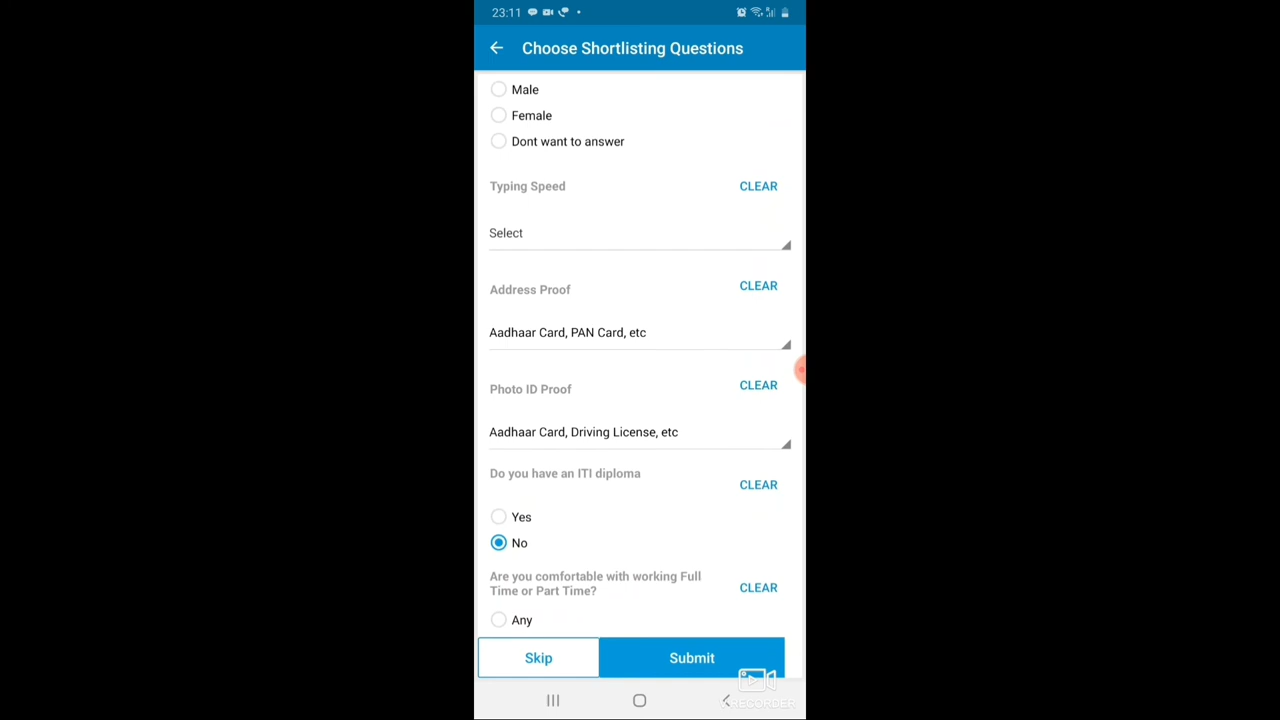 23:11
Choose Shortlisting Questions
Male
Female
Dont want to answer
Typing Speed
CLEAR
Select
Address Proof
CLEAR
Aadhaar Card, PAN Card, etc
Photo ID Proof
CLEAR
Aadhaar Card, Driving License, etc
Do you have an ITI diploma
CLEAR
Yes
No
Are you comfortable with working Full
Time or Part Time?
CLEAR
Any
Skip
Submit